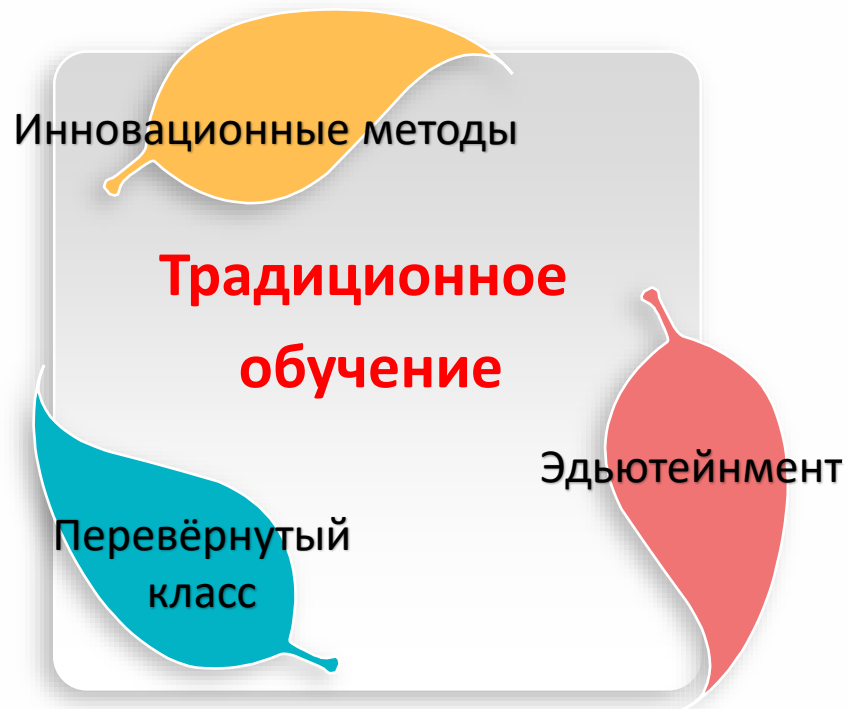 Инновационные методы
Традиционное
обучение
Эдьютейнмент
Перевёрнутый
класс